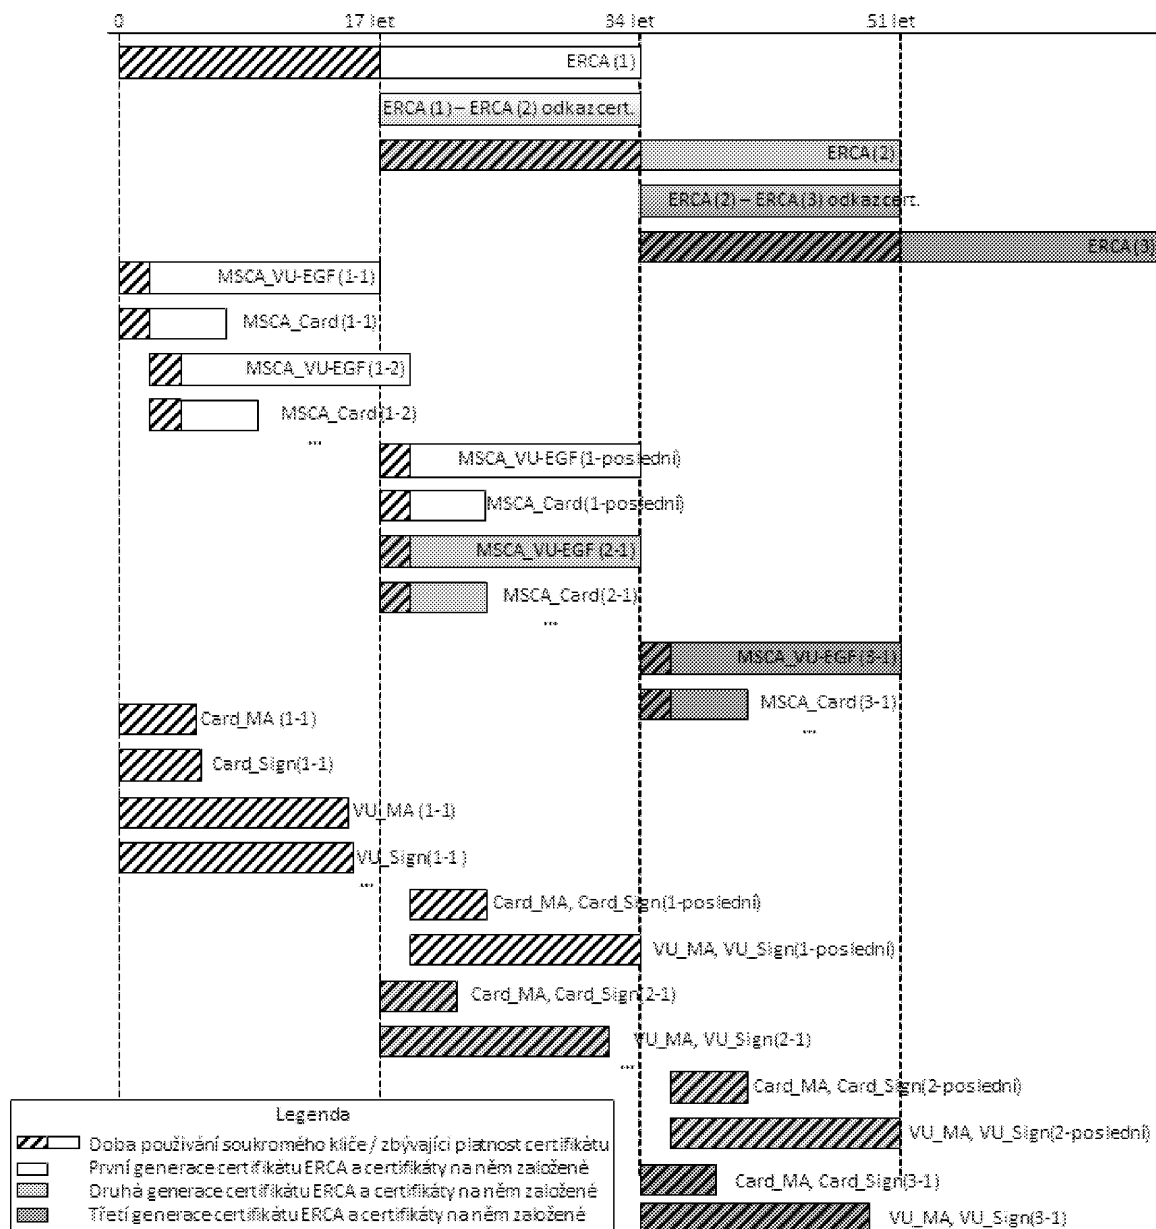 0 17 let 34 let 51 let
ERCA (1)
ERCA (1) – ERCA (2) odkaz cert.
ERCA (2)
ERCA (2) – ERCA (3) odkaz cert.
ERCA (3)
MSCA_VU-EGF (1-1)
MSCA_Card (1-1)
MSCA_VU-EGF (1-2)
MSCA_Card (1-2)
...
MSCA_VU-EGF (1-poslední)
MSCA_Card (1-poslední)
MSCA_VU-EGF (2-1)
MSCA_Card (2-1)
...
MSCA_VU-EGF (3-1)
MSCA_Card (3-1)
...
Card_MA (1-1)
Card_Sign(1-1)
VU_MA (1-1)
VU_Sign(1-1)
...
Card_MA, Card_Sign(1-poslední)
VU_MA, VU_Sign(1-poslední)
Card_MA, Card_Sign(2-1)
VU_MA, VU_Sign(2-1)
...
Card_MA, Card_Sign(2-poslední)
VU_MA, VU_Sign(2-poslední)
Card_MA, Card_Sign(3-1)
VU_MA, VU_Sign(3-1)
Legenda
Doba používání soukromého klíče / zbývající platnost certifikátu
První generace certifikátu ERCA a certifikáty na něm založené
Druhá generace certifikátu ERCA a certifikáty na něm založené
Třetí generace certifikátu ERCA a certifikáty na něm založené